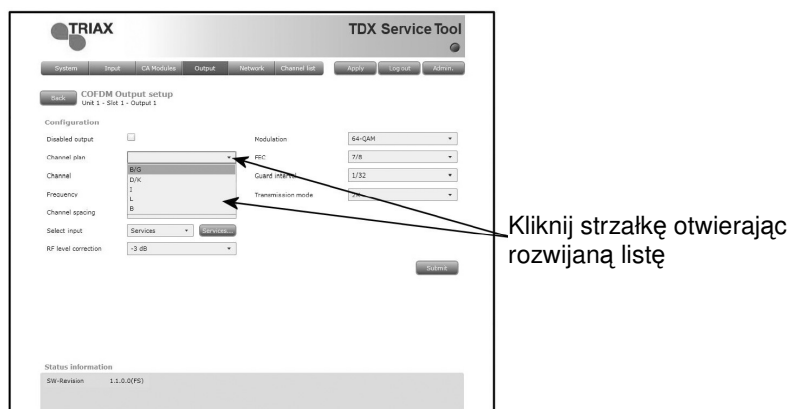 TRIAX
TDX Service Tool
System Input CA Modules Output Network Channel list Apply Log out Admin.
Back COFDM Output setup
Unit 1 - Slot 1 - Output 1
Configuration
Disabled output Modulation 64-QAM
Channel plan FEC 7/8
B/G
Channel D/K Guard interval 1/32
I
Frequency L Transmission mode
Channel spacing B
Select input Services Services...
RF level correction -3 dB
Kliknij strzałkę otwierając
rozwijaną listę
Submit
Status information
SW-Revision 1.1.0.0(FS)